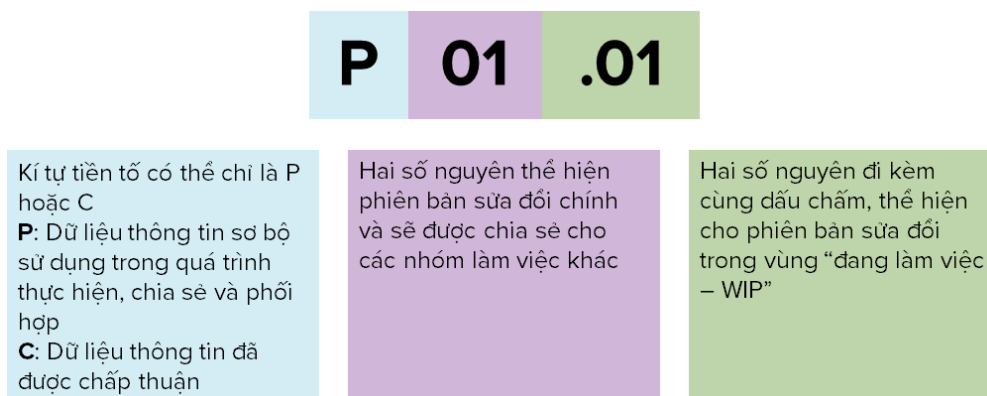 P 01 .01
Kí tự tiền tố có thể chỉ là P
hoặc C
P: Dữ liệu thông tin sơ bộ
sử dụng trong quá trình
thực hiện, chia sẻ và phối
hợp
C: Dữ liệu thông tin đã
được chấp thuận
Hai số nguyên thể hiện
phiên bản sửa đổi chính
và sẽ được chia sẻ cho
các nhóm làm việc khác
Hai số nguyên đi kèm
cùng dấu chấm, thể hiện
cho phiên bản sửa đổi
trong vùng “đang làm việc
– WIP”